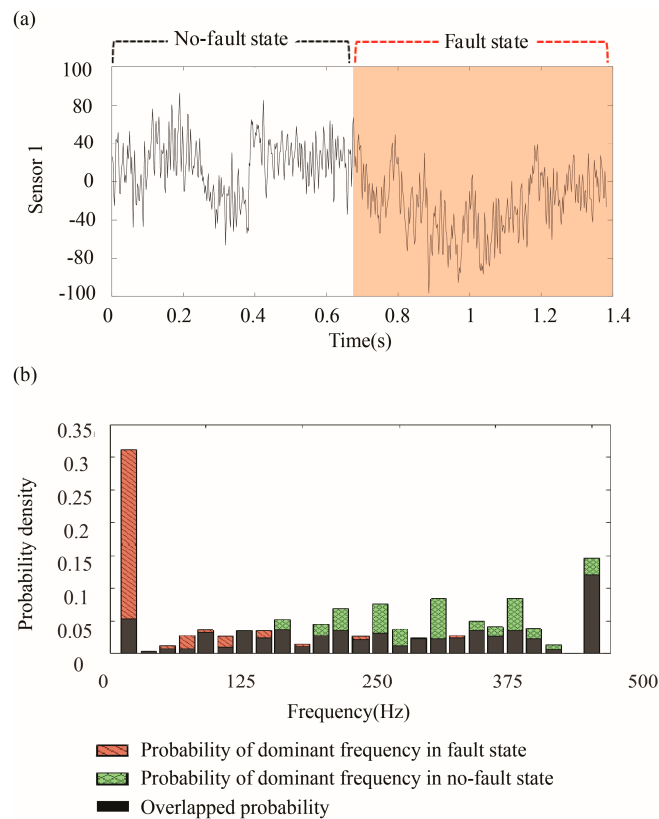 (a)
No-fault state
Fault state
100
80
40
0
-40
-80
-100
Sensor 1
0 0.2 0.4 0.6 0.8 1 1.2 1.4
Time(s)
(b)
0.35
0.3
0.2
0.15
0.1
0.05
0
Probability density
0 125 250 375 500
Frequency(Hz)
Probability of dominant frequency in fault state
Probability of dominant frequency in no-fault state
Overlapped probability